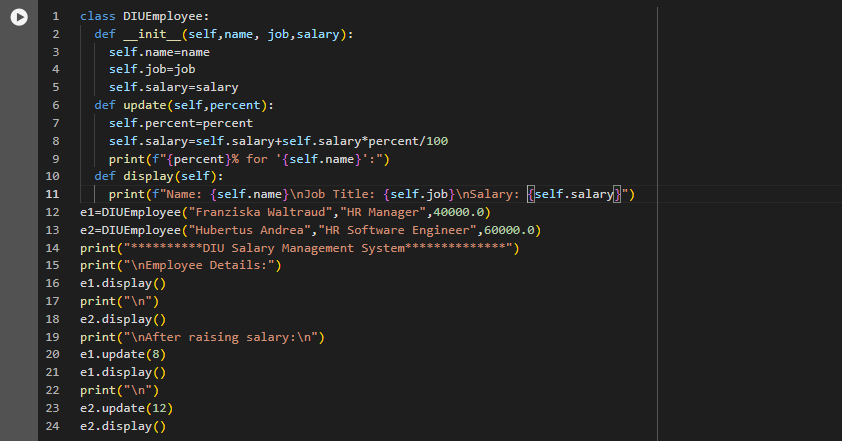 1 class DIUEmployee:
2   def __init__(self,name, job,salary):
3     self.name=name
4     self.job=job
5     self.salary=salary
6   def update(self,percent):
7     self.percent=percent
8     self.salary=self.salary+self.salary*percent/100
9     print(f"{percent}% for '{self.name}':")
10   def display(self):
11     print(f"Name: {self.name}\nJob Title: {self.job}\nSalary: {self.salary}")
12 e1=DIUEmployee("Franziska Waltraud","HR Manager",40000.0)
13 e2=DIUEmployee("Hubertus Andrea","HR Software Engineer",60000.0)
14 print("**********DIU Salary Management System**************")
15 print("\nEmployee Details:")
16 e1.display()
17 print("\n")
18 e2.display()
19 print("\nAfter raising salary:\n")
20 e1.update(8)
21 e1.display()
22 print("\n")
23 e2.update(12)
24 e2.display()